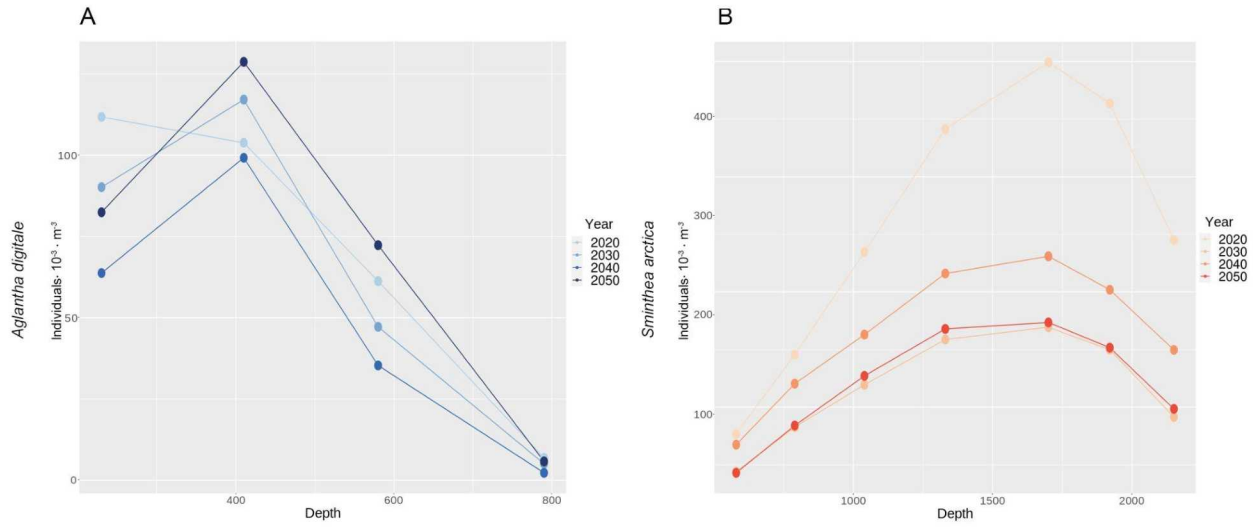 A
Aglantha digitale
Individuals· 10⁻³ · m⁻³
100
50
0
400
600
800
Depth
Year
2020
2030
2040
2050
B
Sminthea arctica
Individuals· 10⁻³ · m⁻³
400
300
200
100
1000
1500
2000
Depth
Year
2020
2030
2040
2050